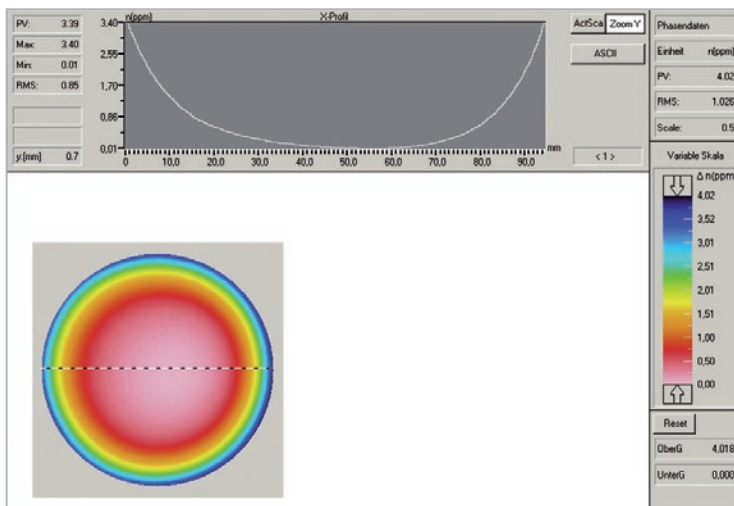 PV: 3.39
Max: 3.40
Min: 0.01
RMS: 0.85
y.[mm] 0.7
n(ppm)
X-Profil
3,40
2,55
1,70
0,86
0,01
0 10,0 20,0 30,0 40,0 50,0 60,0 70,0 80,0 90,0
mm
ActSca Zoom Y
ASCII
< 1 >
Phasendaten
Einheit n(ppm)
PV: 4.02
RMS: 1.026
Scale: 0.5
Variable Skala
Δ n(ppm
4,02
3,52
3,01
2,51
2,01
1,51
1,00
0,50
0,00
Reset
OberG 4,018
UnterG 0,000